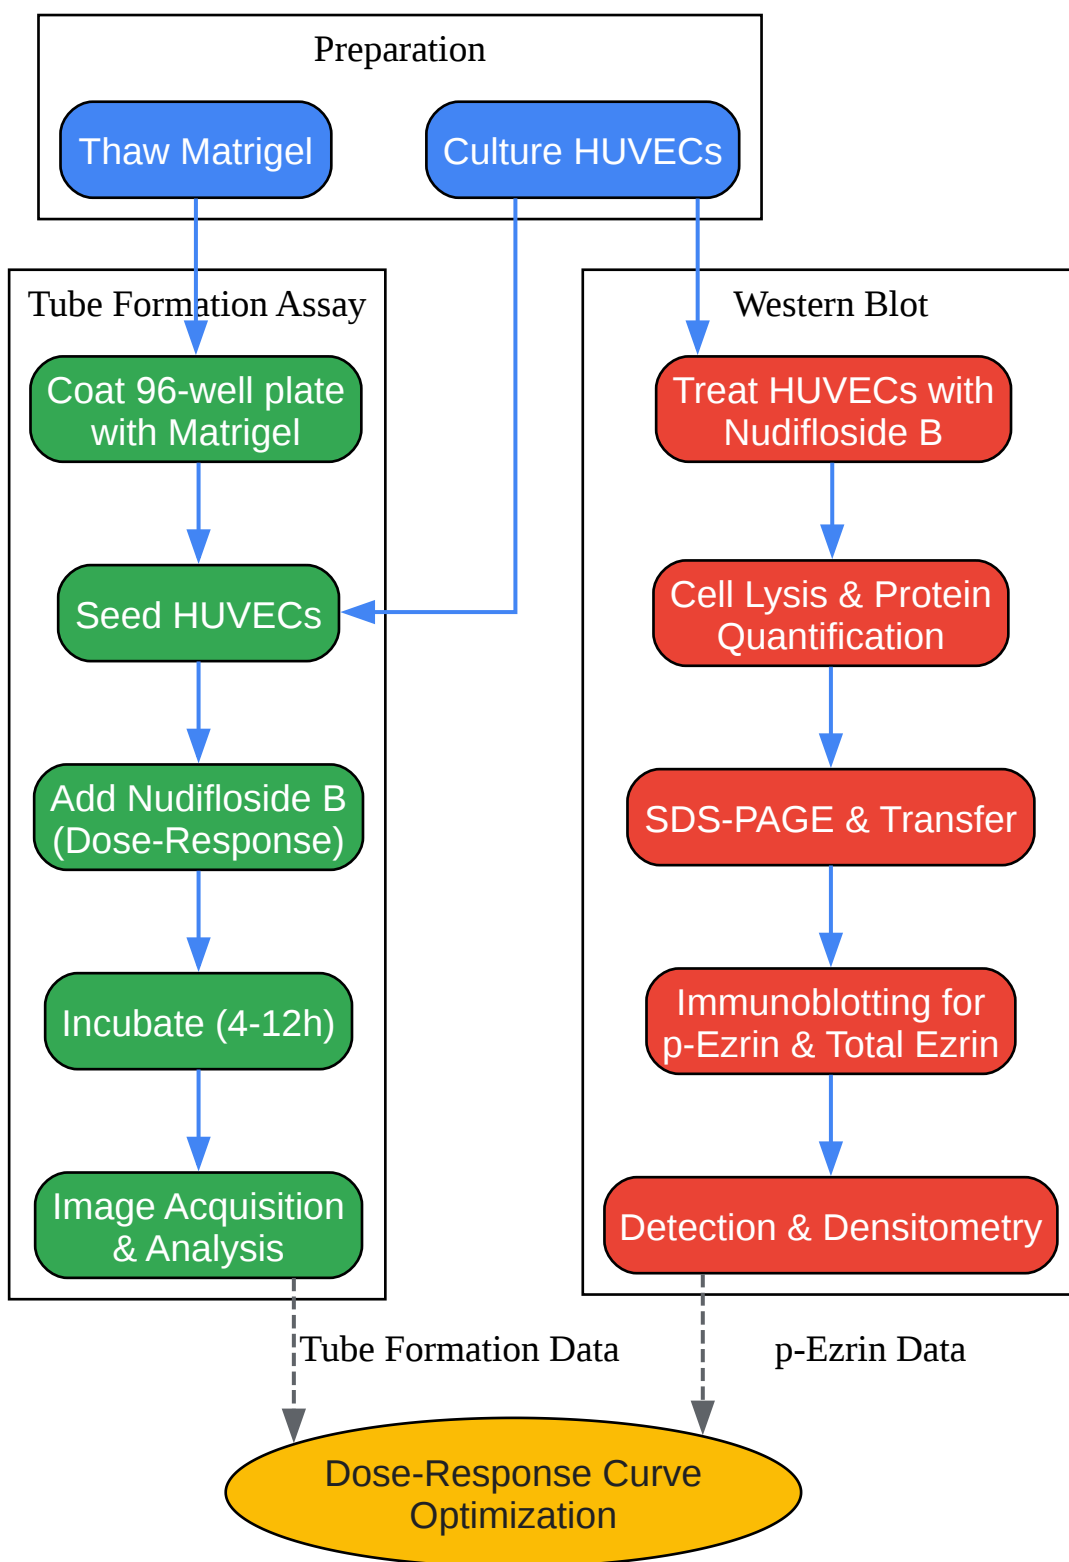 Preparation
Thaw Matrigel
Culture HUVECs
Tube Formation Assay
Coat 96-well plate
with Matrigel
Seed HUVECs
Add Nudifloside B
(Dose-Response)
Incubate (4-12h)
Image Acquisition
& Analysis
Western Blot
Treat HUVECs with
Nudifloside B
Cell Lysis & Protein
Quantification
SDS-PAGE & Transfer
Immunoblotting for
p-Ezrin & Total Ezrin
Detection & Densitometry
Tube Formation Data
p-Ezrin Data
Dose-Response Curve
Optimization